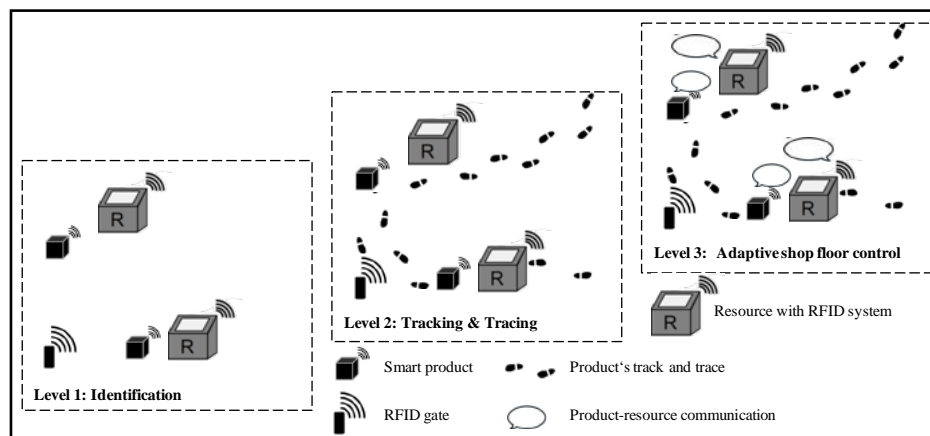 R
R
Level 1: Identification
R
R
Level 2: Tracking & Tracing
R
R
Level 3: Adaptive shop floor control
R
Resource with RFID system
Smart product
Product‘s track and trace
RFID gate
Product-resource communication